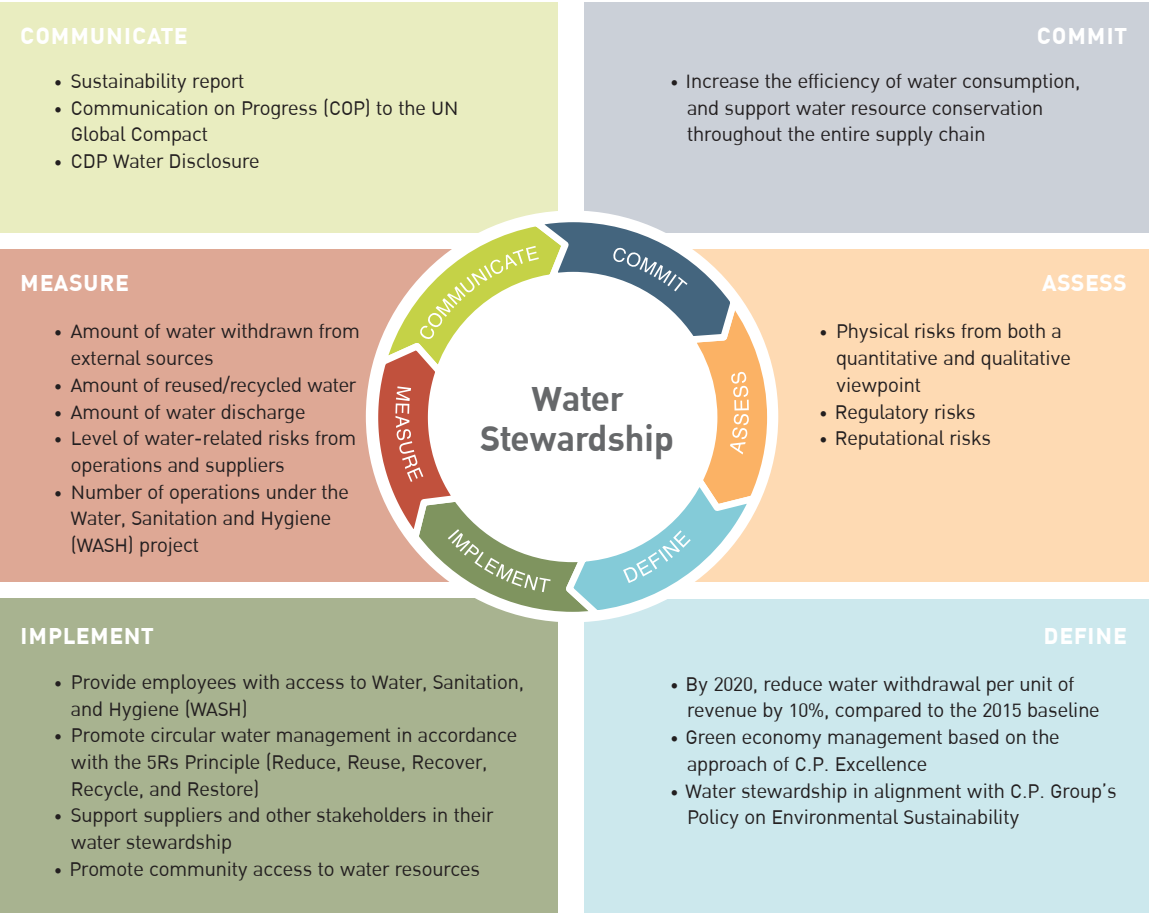 COMMUNICATE
• Sustainability report
• Communication on Progress (COP) to the UN
Global Compact
• CDP Water Disclosure
COMMIT
• Increase the efficiency of water consumption,
and support water resource conservation
throughout the entire supply chain
MEASURE
• Amount of water withdrawn from
external sources
• Amount of reused/recycled water
• Amount of water discharge
• Level of water-related risks from
operations and suppliers
• Number of operations under the
Water, Sanitation and Hygiene
(WASH) project
COMMUNICATE
COMMIT
ASSESS
DEFINE
IMPLEMENT
MEASURE
Water
Stewardship
ASSESS
• Physical risks from both a
quantitative and qualitative
viewpoint
• Regulatory risks
• Reputational risks
IMPLEMENT
• Provide employees with access to Water, Sanitation,
and Hygiene (WASH)
• Promote circular water management in accordance
with the 5Rs Principle (Reduce, Reuse, Recover,
Recycle, and Restore)
• Support suppliers and other stakeholders in their
water stewardship
• Promote community access to water resources
DEFINE
• By 2020, reduce water withdrawal per unit of
revenue by 10%, compared to the 2015 baseline
• Green economy management based on the
approach of C.P. Excellence
• Water stewardship in alignment with C.P. Group's
Policy on Environmental Sustainability